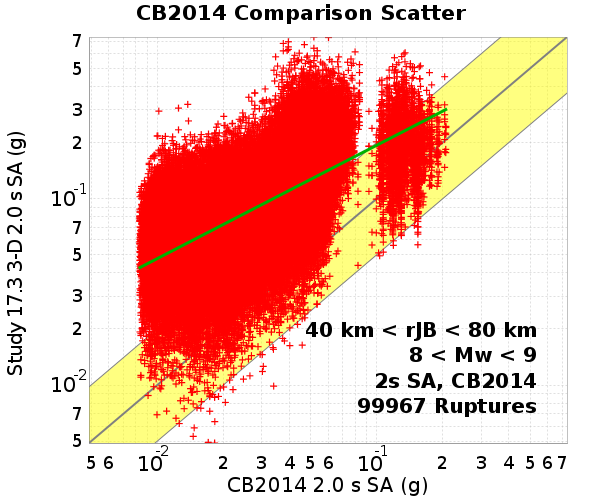 CB2014 Comparison Scatter
Study 17.3 3-D 2.0 s SA (g)
7
5
3
2
10-1
7
5
3
2
10-2
7
5
40 km < rJB < 80 km
8 < Mw < 9
2s SA, CB2014
99967 Ruptures
5 6 10-2 2 3 4 5 6 10-1 2 3 4 5 6 7
CB2014 2.0 s SA (g)